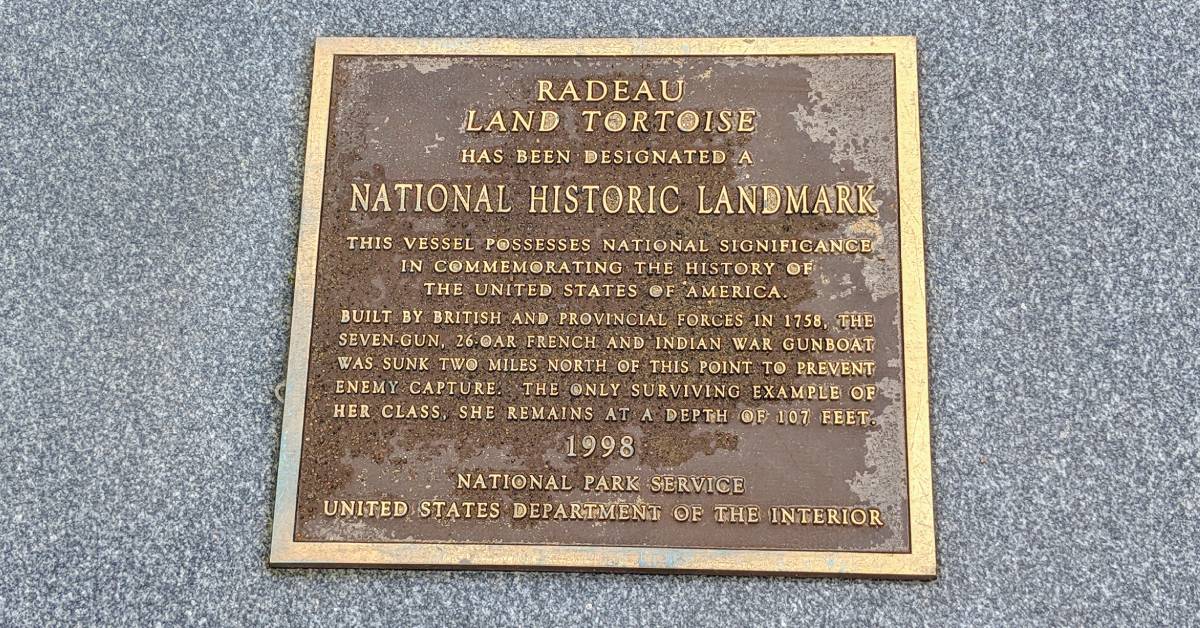 RADEAU
LAND TORTOISE
HAS BEEN DESIGNATED A
NATIONAL HISTORIC LANDMARK
THIS VESSEL POSSESSES NATIONAL SIGNIFICANCE
IN COMMEMORATING THE HISTORY OF
THE UNITED STATES OF AMERICA.
BUILT BY BRITISH AND PROVINCIAL FORCES IN 1758, THE
SEVEN-GUN, 26-OAR FRENCH AND INDIAN WAR GUNBOAT
WAS SUNK TWO MILES NORTH OF THIS POINT TO PREVENT
ENEMY CAPTURE. THE ONLY SURVIVING EXAMPLE OF
HER CLASS, SHE REMAINS AT A DEPTH OF 107 FEET.
1998
NATIONAL PARK SERVICE
UNITED STATES DEPARTMENT OF THE INTERIOR